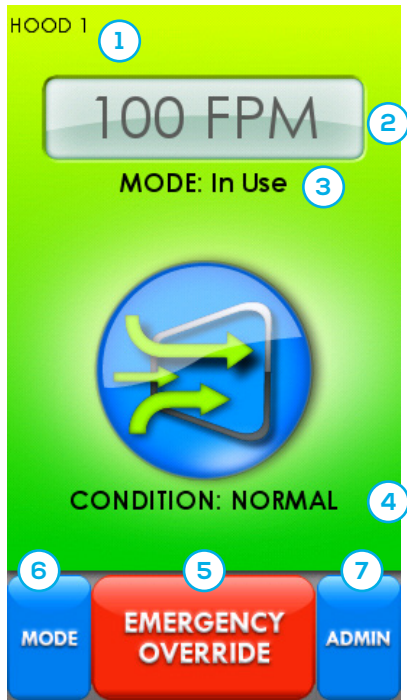 HOOD 1
1
100 FPM
2
MODE: In Use
3
CONDITION: NORMAL
4
6
5
7
MODE
EMERGENCY
OVERRIDE
ADMIN